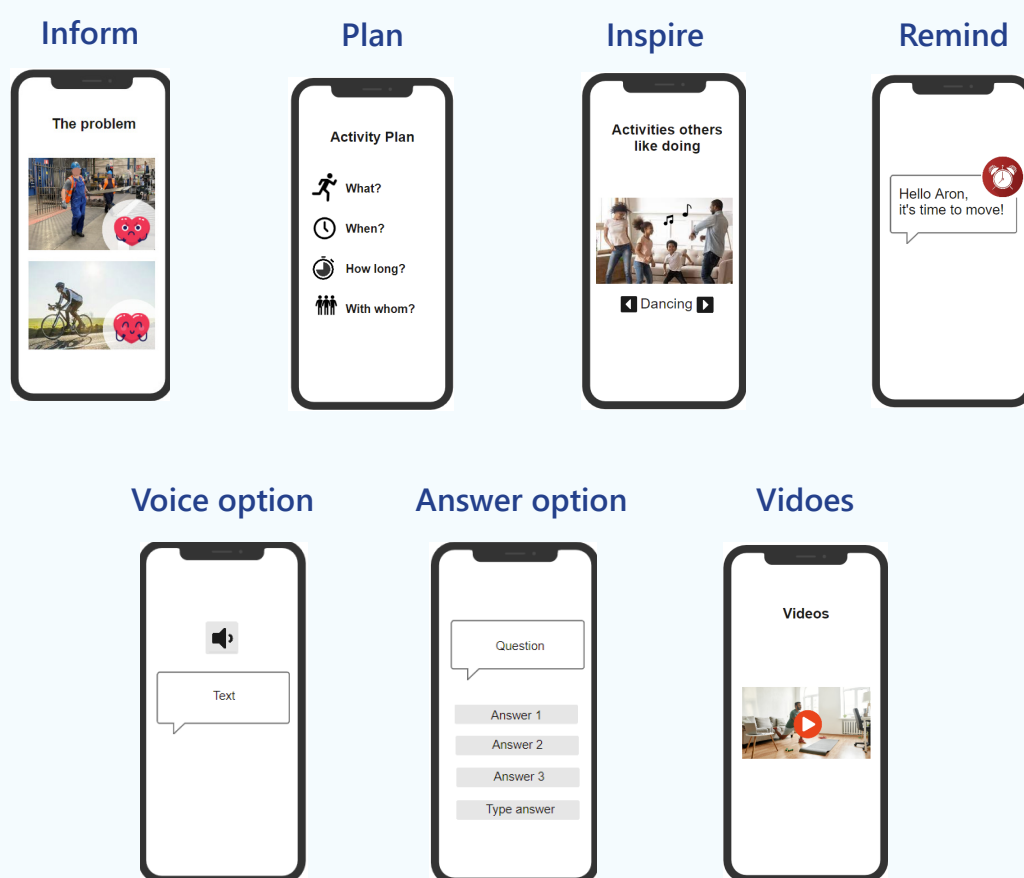 Inform
Plan
Inspire
Remind
The problem
Activity Plan
What?
When?
How long?
With whom?
Activities others
like doing
Dancing
Hello Aron,
it's time to move!
Voice option
Answer option
Vidoes
Text
Question
Answer 1
Answer 2
Answer 3
Type answer
Videos